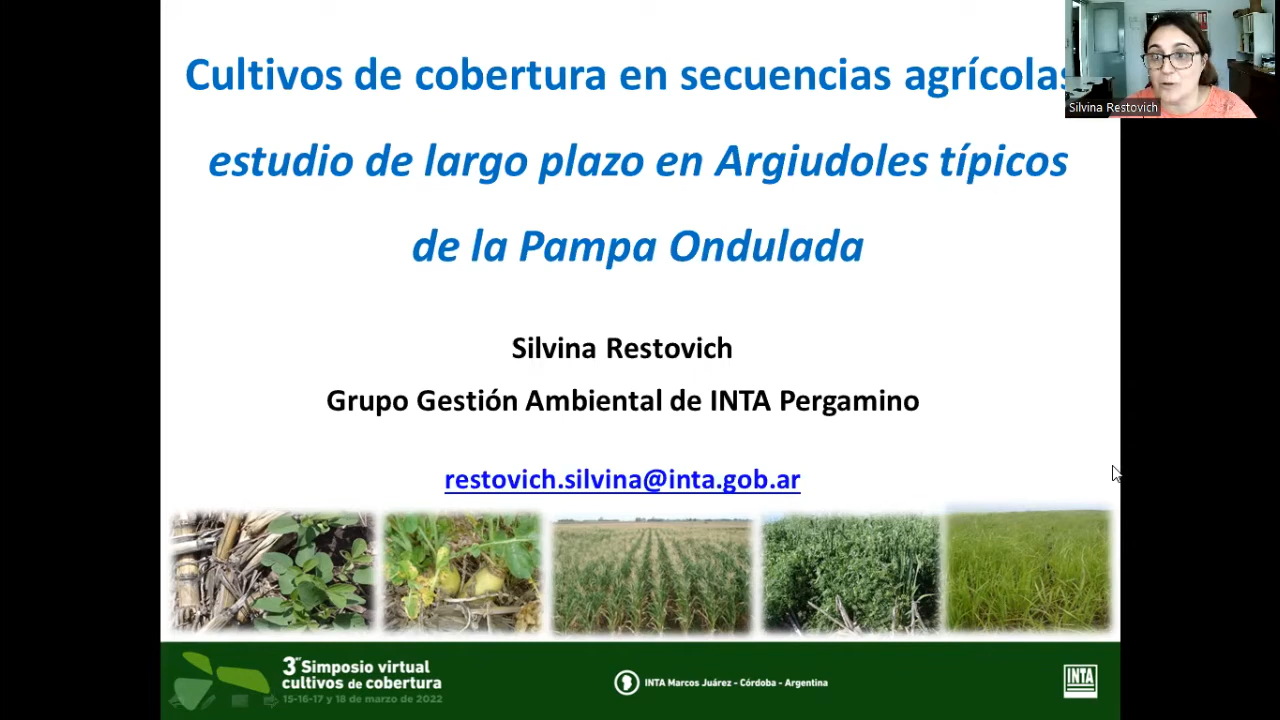 Cultivos de cobertura en secuencias agrícolas
estudio de largo plazo en Argiudoles típicos
de la Pampa Ondulada
Silvina Restovich
Silvina Restovich
Grupo Gestión Ambiental de INTA Pergamino
restovich.silvina@inta.gob.ar
3er Simposio virtual
cultivos de cobertura
15-16-17 y 18 de marzo de 2022
INTA Marcos Juárez - Córdoba - Argentina
INTA